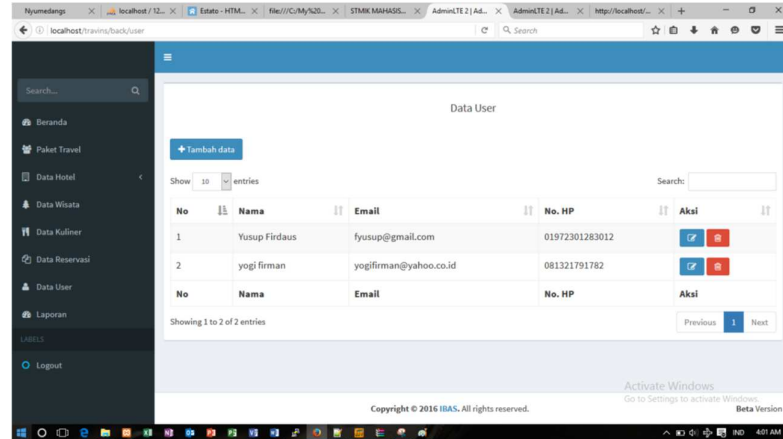 Nyumedangs
localhost / 12...
Estato - HTM...
file:///C:/My%20...
STMIK MAHASIS...
AdminLTE 2 | Ad...
AdminLTE 2 | Ad...
http://localhost/...
localhost/travins/back/user
Search
Search...
Beranda
Paket Travel
Data Hotel
Data Wisata
Data Kuliner
Data Reservasi
Data User
Laporan
LABELS
Logout
Data User
Tambah data
Show 10 entries
Search:
No Nama Email No. HP Aksi
1 Yusup Firdaus fyusup@gmail.com 01972301283012
2 yogi firman yogifirman@yahoo.co.id 081321791782
No Nama Email No. HP Aksi
Showing 1 to 2 of 2 entries
Previous 1 Next
Activate Windows
Go to Settings to activate Windows.
Copyright © 2016 IBAS. All rights reserved.
Beta Version
IND 4:01 AM